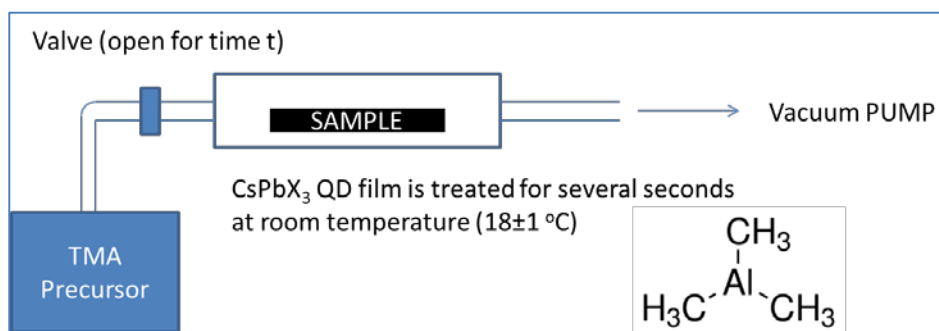 Valve (open for time t)
SAMPLE
Vacuum PUMP
CsPbX₃ QD film is treated for several seconds
at room temperature (18±1 ᵒC)
TMA
Precursor
CH₃
Al
H₃C
CH₃